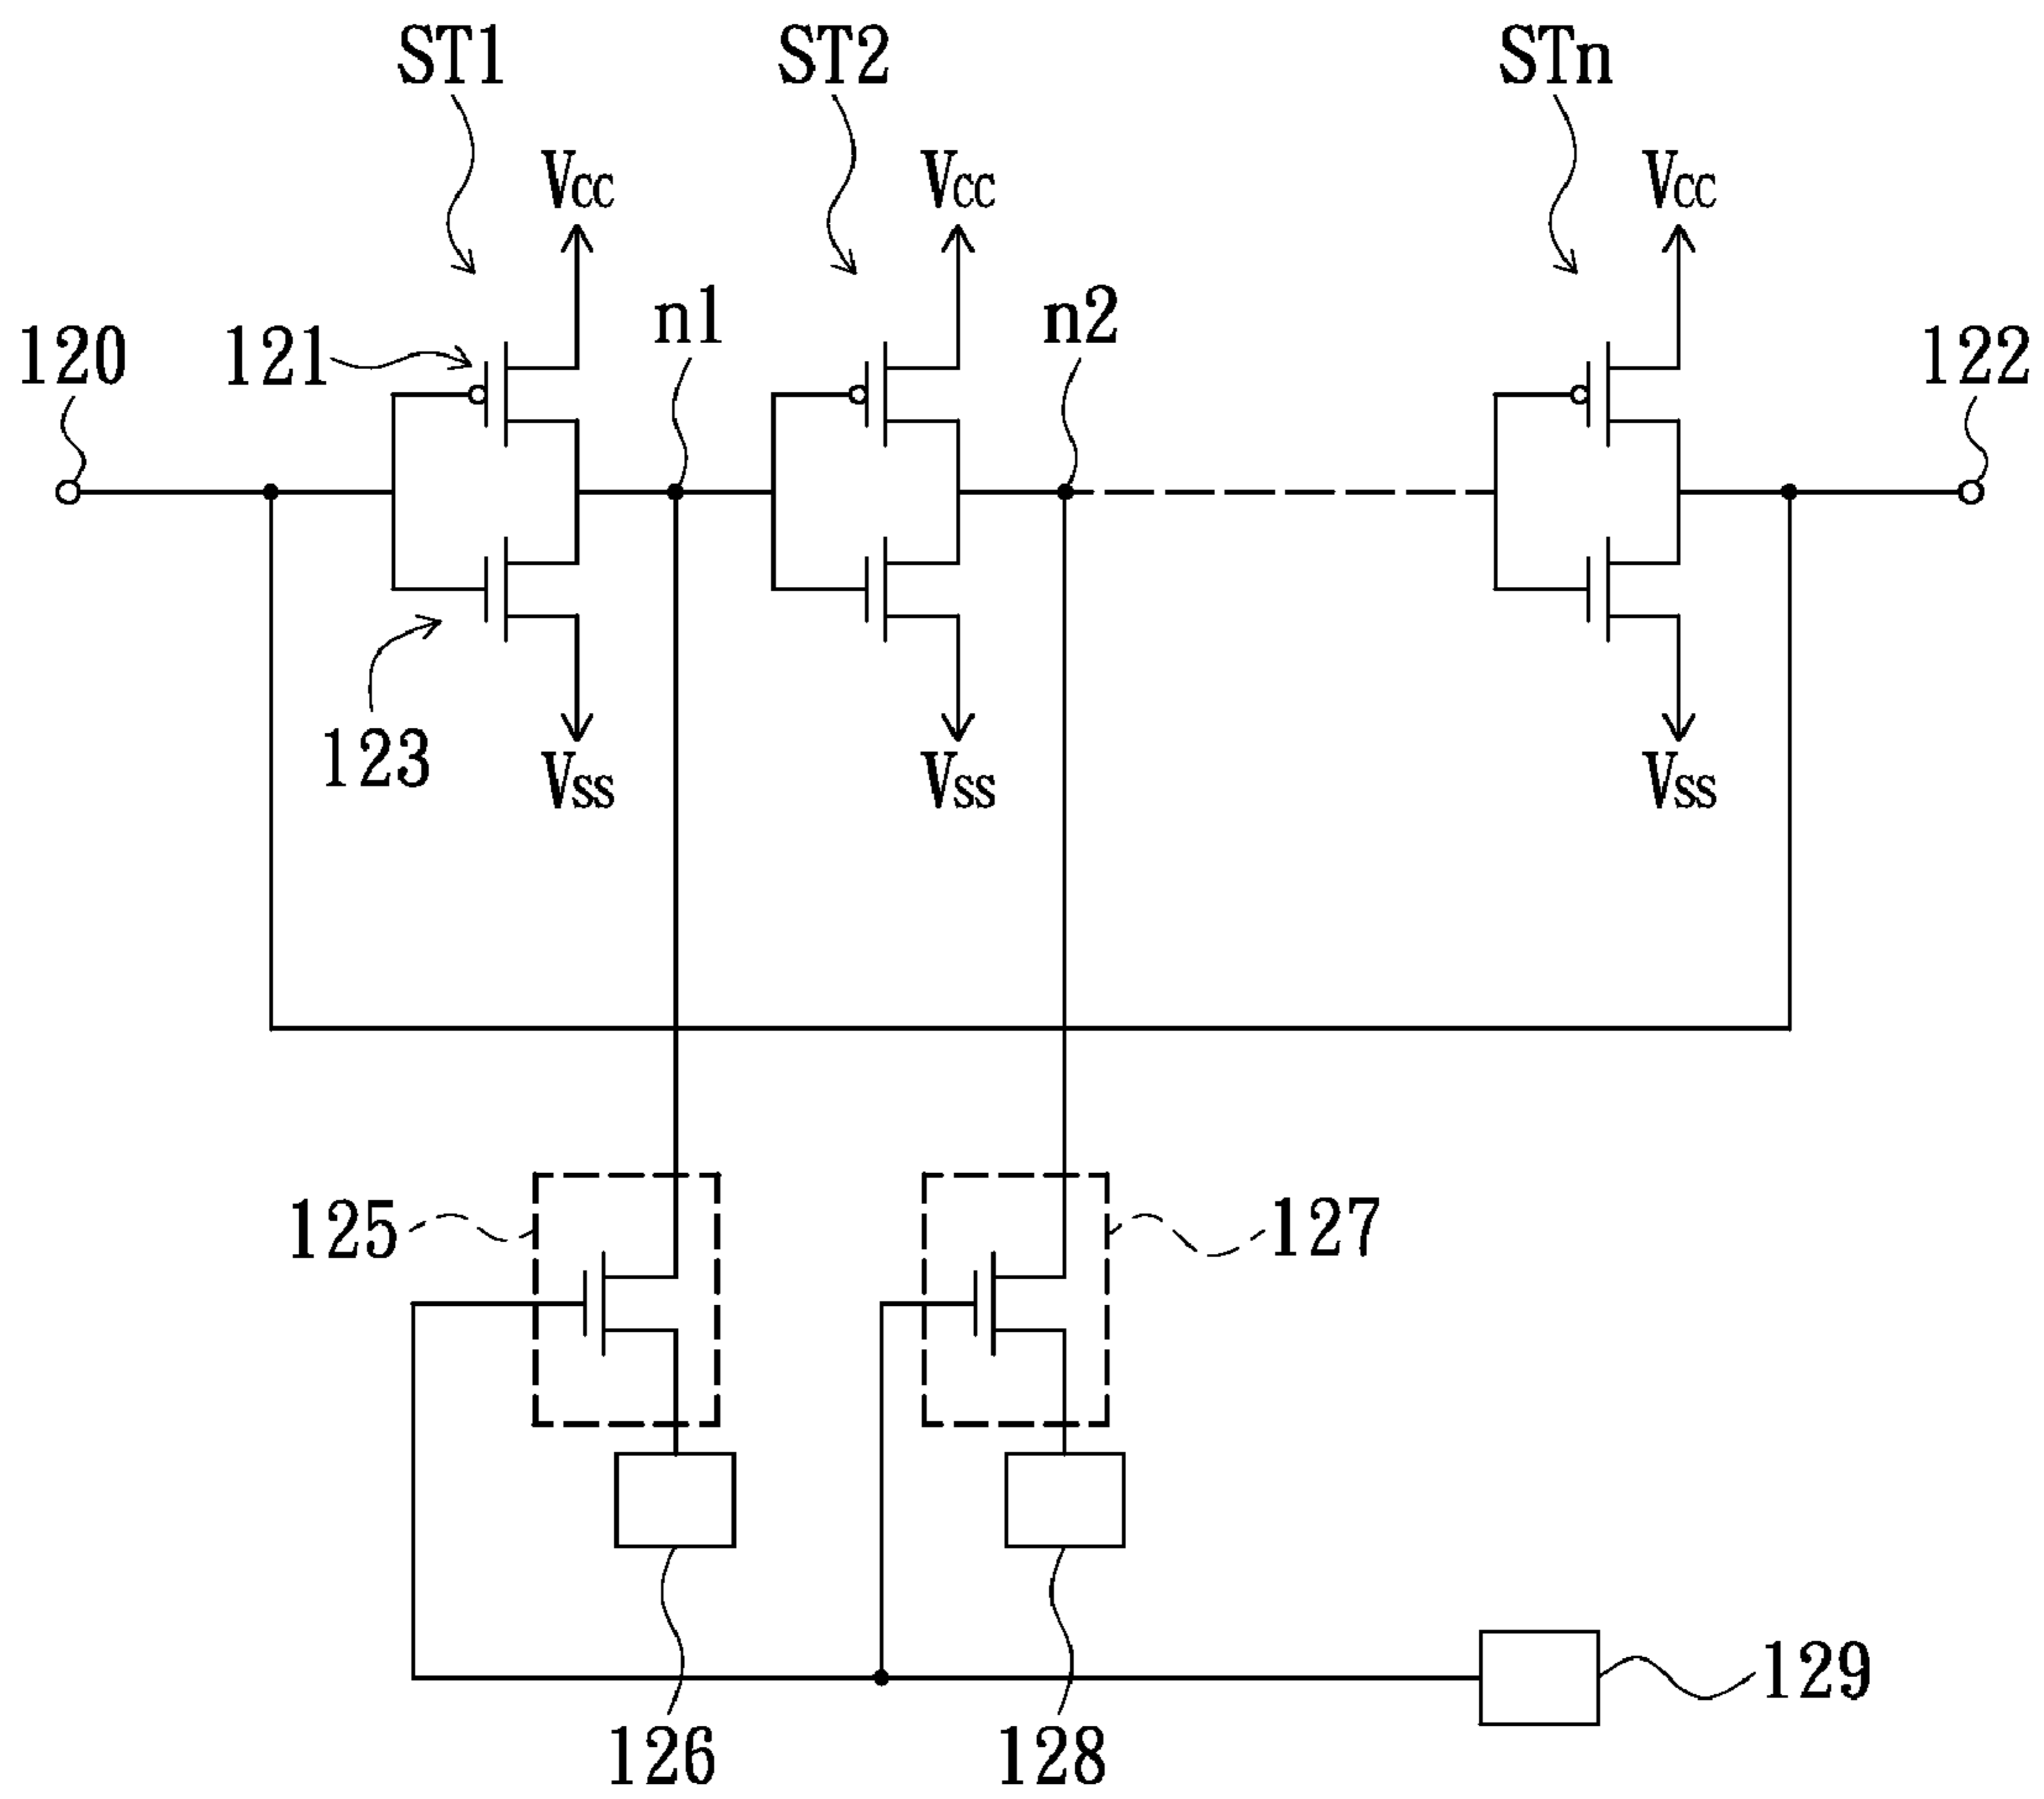 ST1 ST2 STn
VCC VCC VCC
n1 n2
120 121 122
123
VSS VSS VSS
125 127
129
126 128